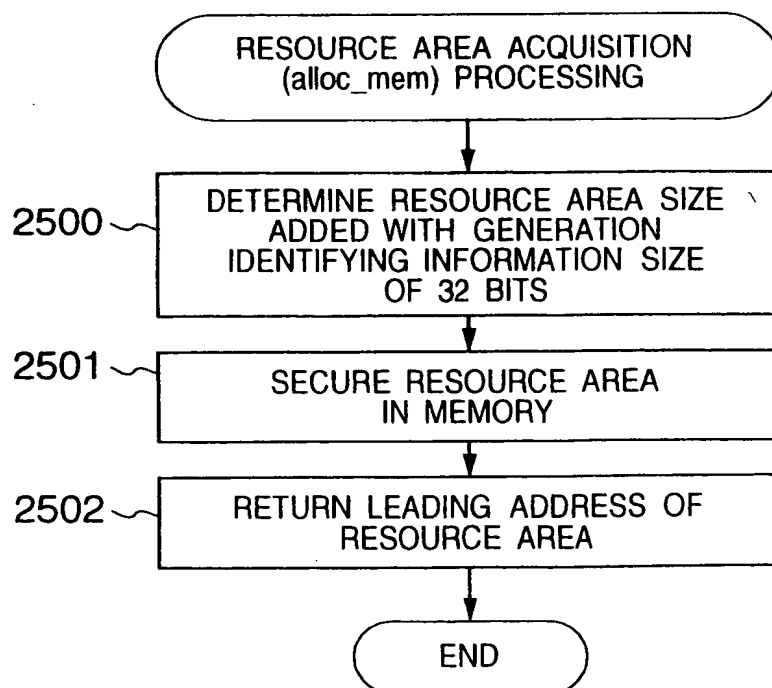 RESOURCE AREA ACQUISITION
(alloc_mem) PROCESSING
2500
DETERMINE RESOURCE AREA SIZE
ADDED WITH GENERATION
IDENTIFYING INFORMATION SIZE
OF 32 BITS
2501
SECURE RESOURCE AREA
IN MEMORY
2502
RETURN LEADING ADDRESS OF
RESOURCE AREA
END